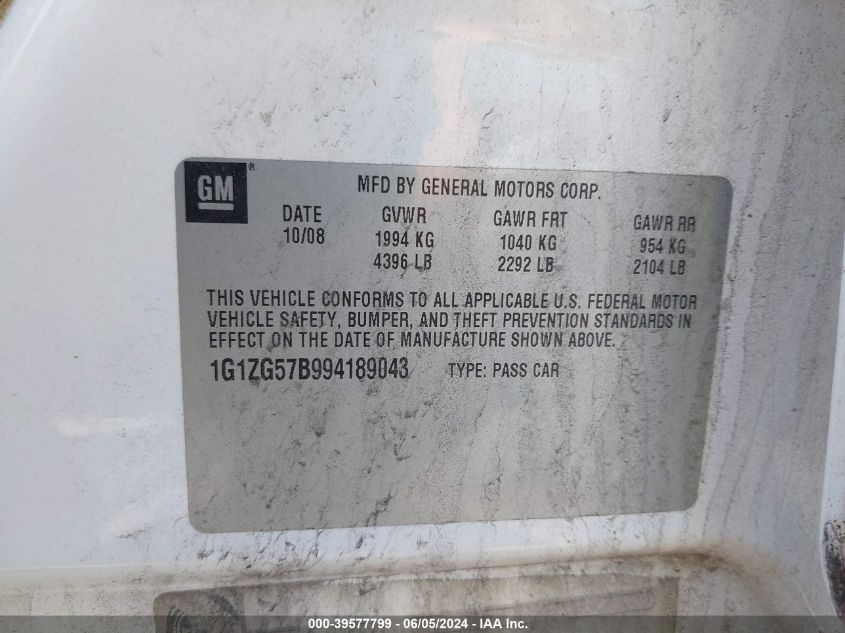 GM ®
MFD BY GENERAL MOTORS CORP.
DATE GVWR GAWR FRT GAWR RR
10/08 1994 KG 1040 KG 954 KG
4396 LB 2292 LB 2104 LB
THIS VEHICLE CONFORMS TO ALL APPLICABLE U.S. FEDERAL MOTOR
VEHICLE SAFETY, BUMPER, AND THEFT PREVENTION STANDARDS IN
EFFECT ON THE DATE OF MANUFACTURE SHOWN ABOVE.
1G1ZG57B994189043 TYPE: PASS CAR
000-39577799 - 06/05/2024 - IAA Inc.